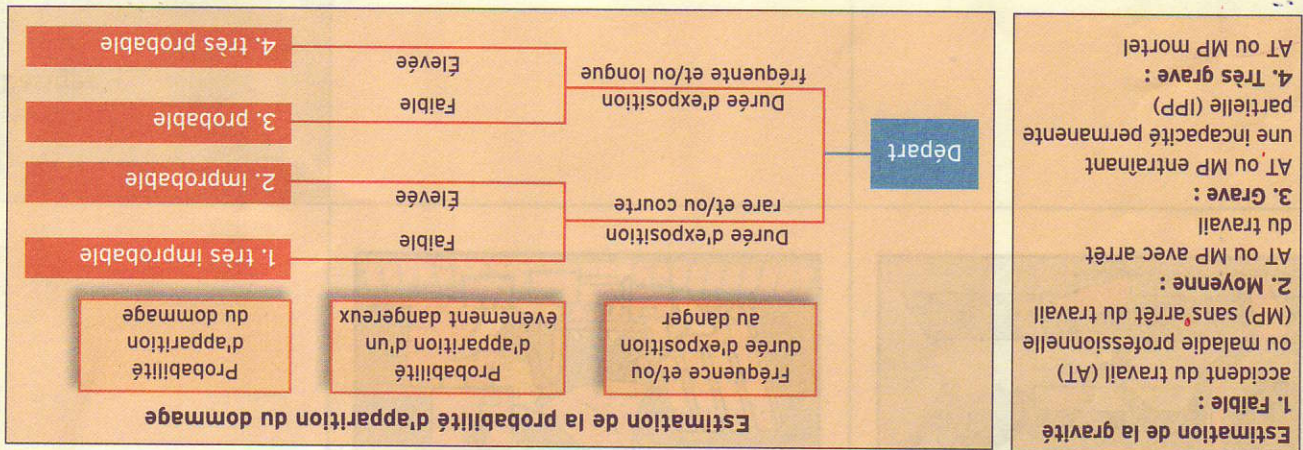 Estimation de la gravité
1. Faible :
accident du travail (AT)
ou maladie professionnelle
(MP) sans arrêt du travail
2. Moyenne :
AT ou MP avec arrêt
du travail
3. Grave :
AT ou MP entraînant
une incapacité permanente
partielle (IPP)
4. Très grave :
AT ou MP mortel
Estimation de la probabilité d'apparition du dommage
Fréquence et/ou
durée d'exposition
au danger
Probabilité
d'apparition d'un
événement dangereux
Probabilité
d'apparition
du dommage
Départ
Durée d'exposition
rare et/ou courte
Faible
1. très improbable
Élevée
2. improbable
Durée d'exposition
fréquente et/ou longue
Faible
3. probable
Élevée
4. très probable